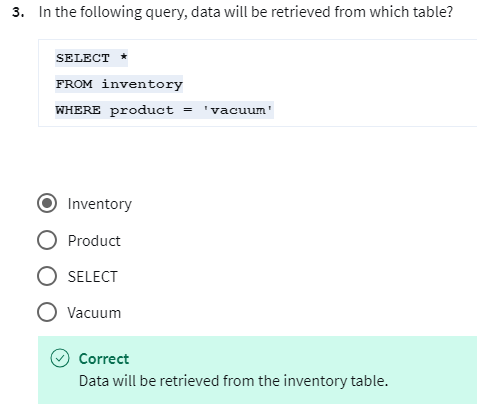 3. In the following query, data will be retrieved from which table?
SELECT *
FROM inventory
WHERE product = 'vacuum'
Inventory
Product
SELECT
Vacuum
Correct
Data will be retrieved from the inventory table.